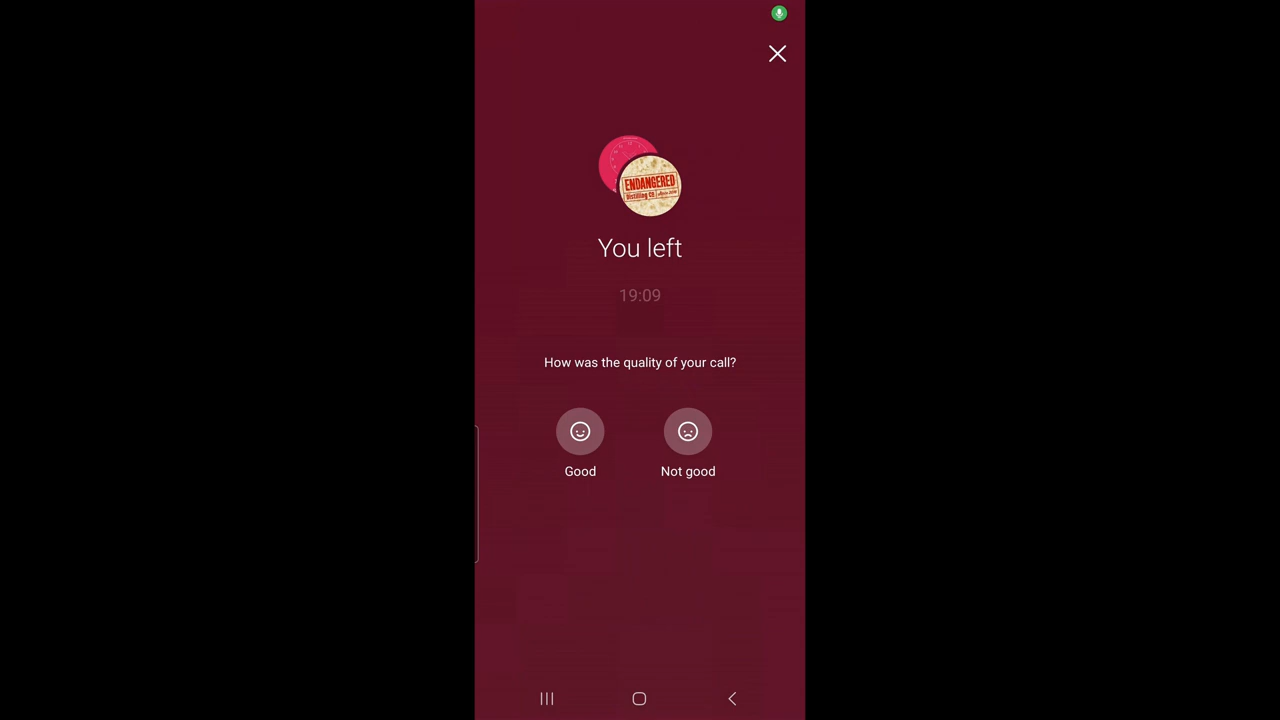 ENDANGERED
Distilling Co
You left
19:09
How was the quality of your call?
Good
Not good